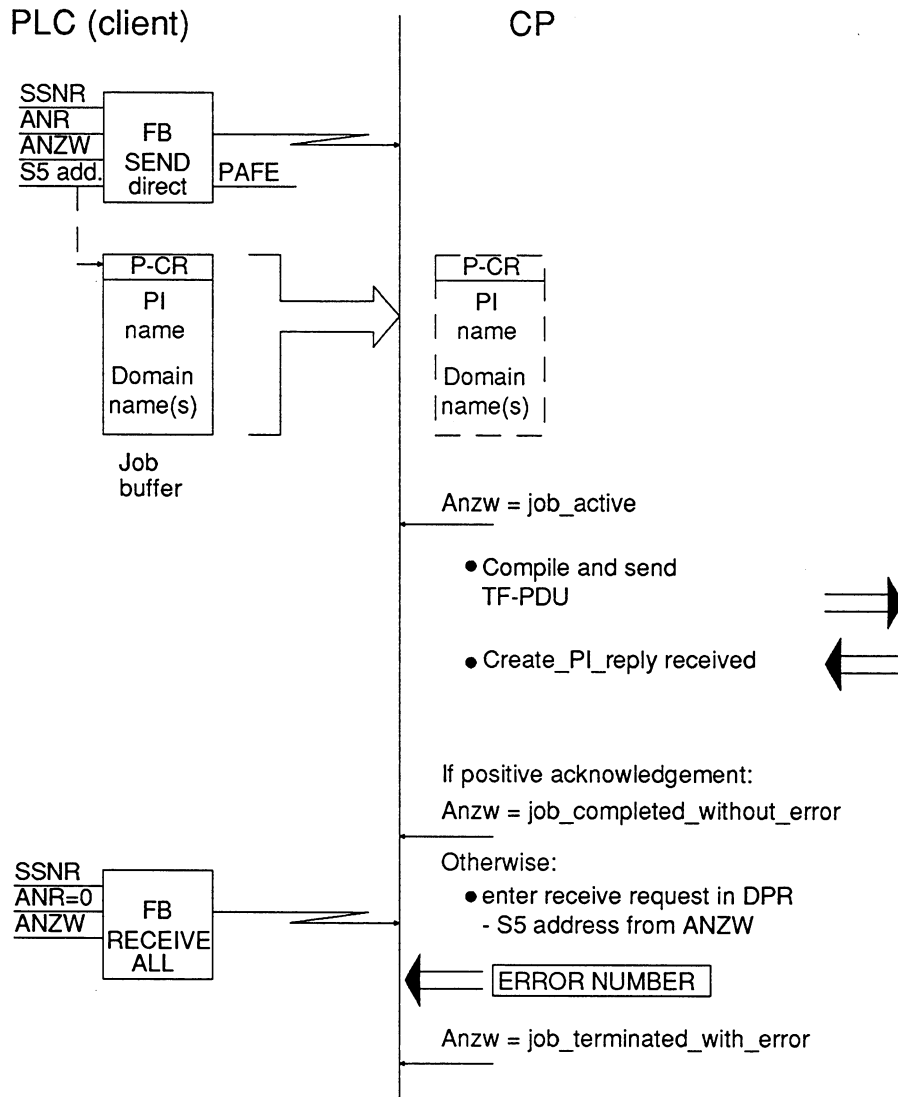 PLC (client)
CP
SSNR
ANR
ANZW
S5 add.
FB
SEND
direct
PAFE
P-CR
PI
name
Domain
name(s)
Job
buffer
P-CR
PI
name
Domain
name(s)
Anzw = job_active
● Compile and send
TF-PDU
● Create_PI_reply received
If positive acknowledgement:
Anzw = job_completed_without_error
Otherwise:
● enter receive request in DPR
- S5 address from ANZW
SSNR
ANR=0
ANZW
FB
RECEIVE
ALL
ERROR NUMBER
Anzw = job_terminated_with_error